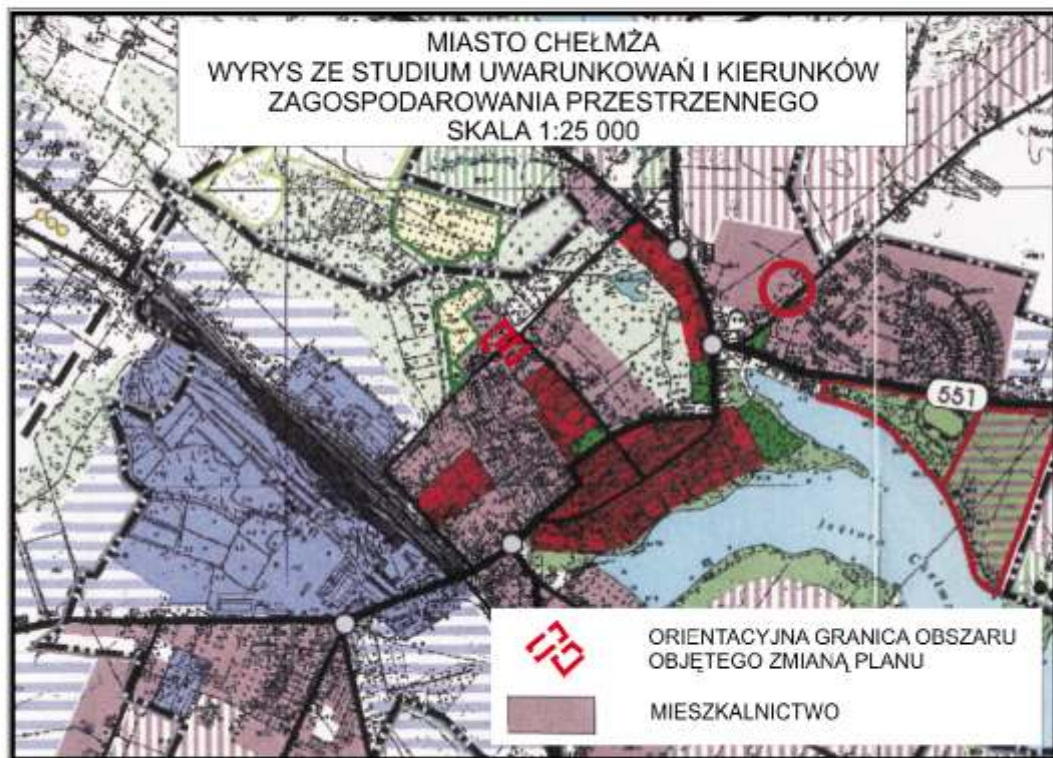 MIASTO CHEŁMŻA
WYRYS ZE STUDIUM UWARUNKOWAŃ I KIERUNKÓW
ZAGOSPODAROWANIA PRZESTRZENNEGO
SKALA 1:25 000
551
ORIENTACYJNA GRANICA OBSZARU
OBJĘTEGO ZMIANĄ PLANU
MIESZKALNICTWO